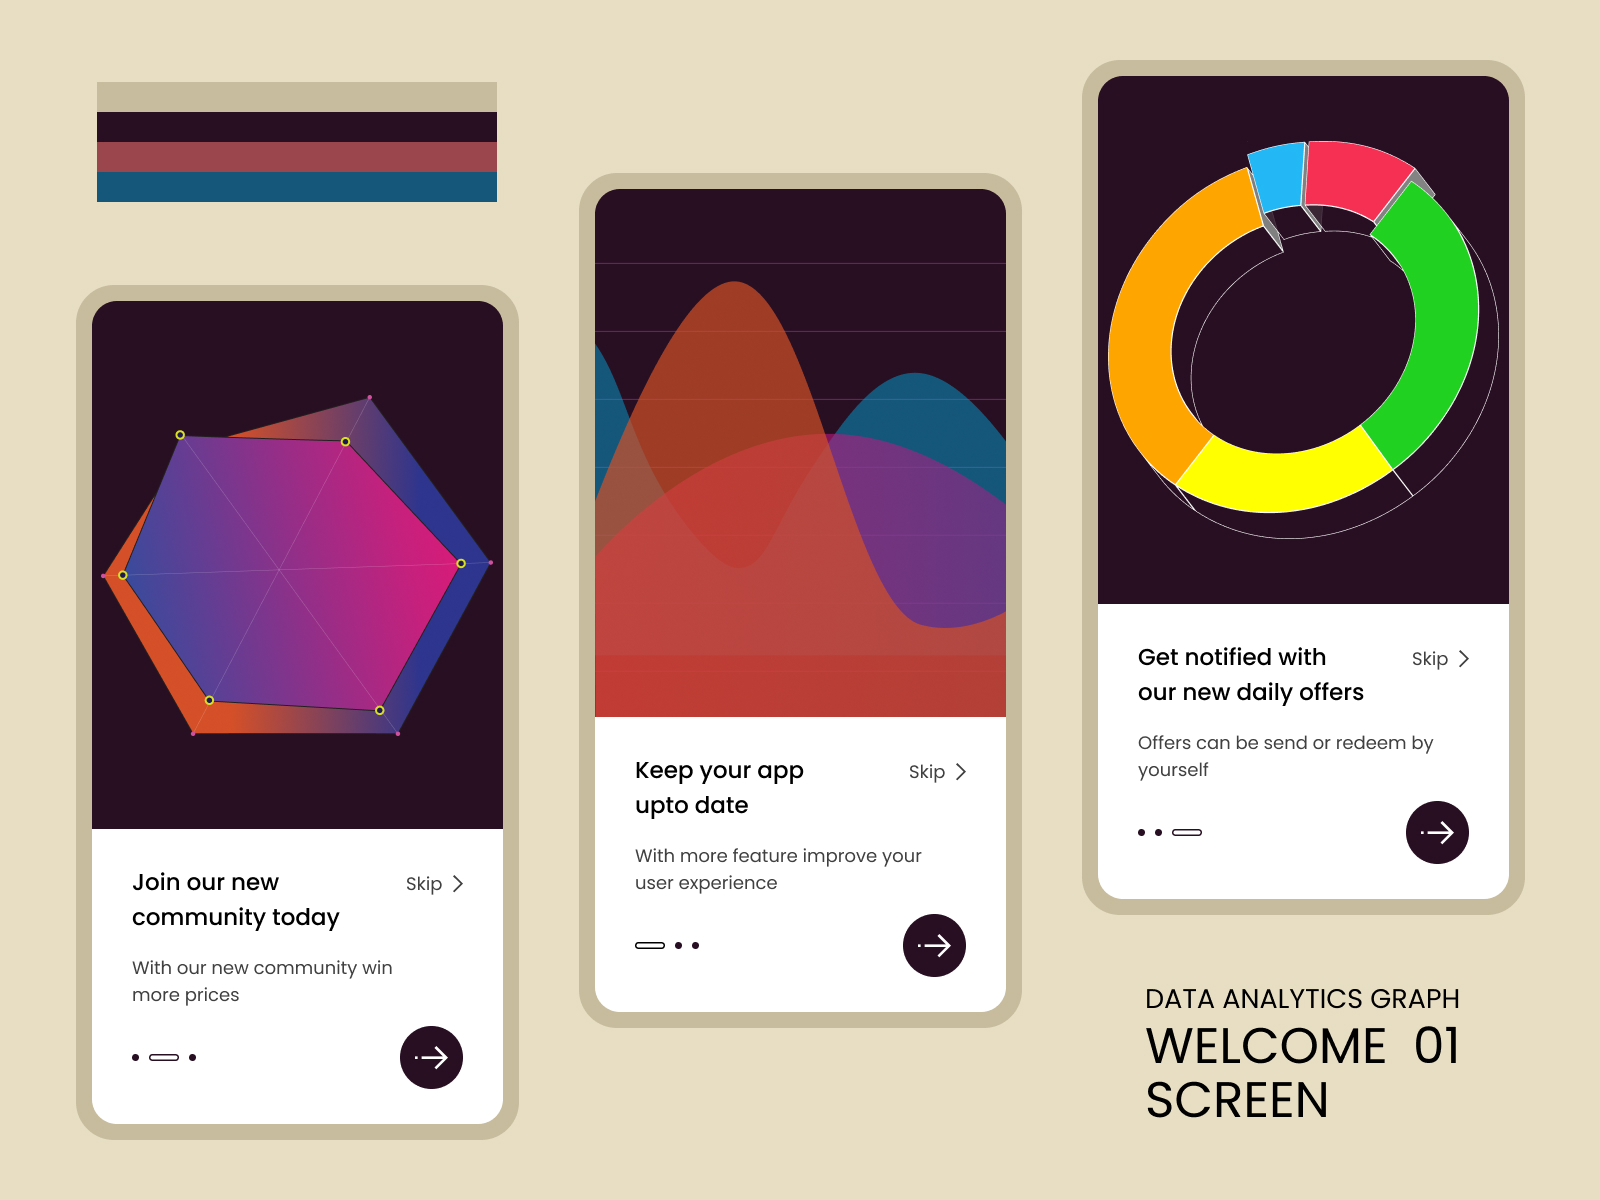 Join our new
community today
Skip
With our new community win
more prices
Keep your app
upto date
Skip
With more feature improve your
user experience
Get notified with
our new daily offers
Skip
Offers can be send or redeem by
yourself
DATA ANALYTICS GRAPH
WELCOME 01
SCREEN